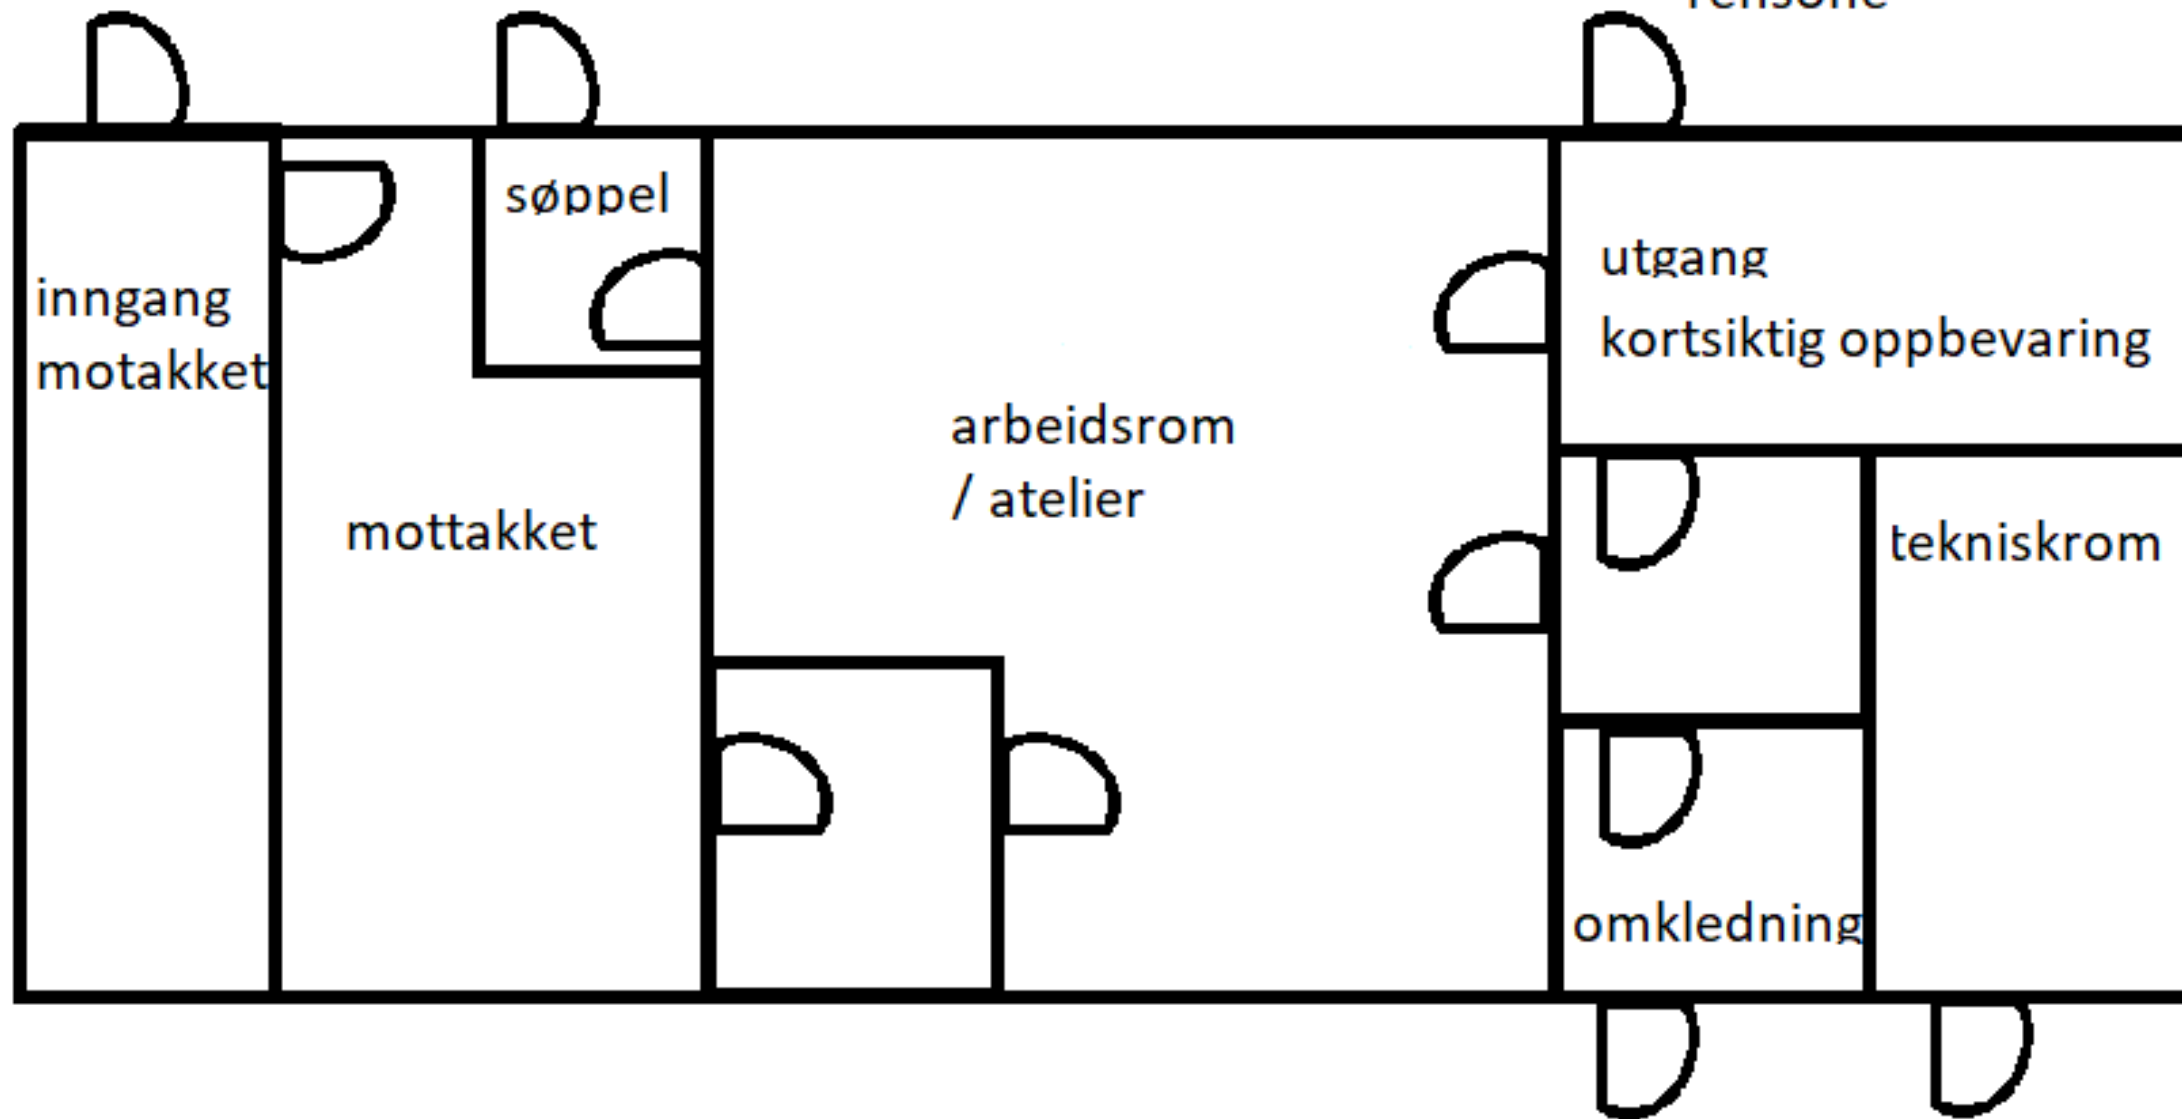 søppel
inngang
motakket
mottakket
arbeidsrom
/ atelier
utgang
kortsiktig oppbevaring
tekniskrom
omkledning